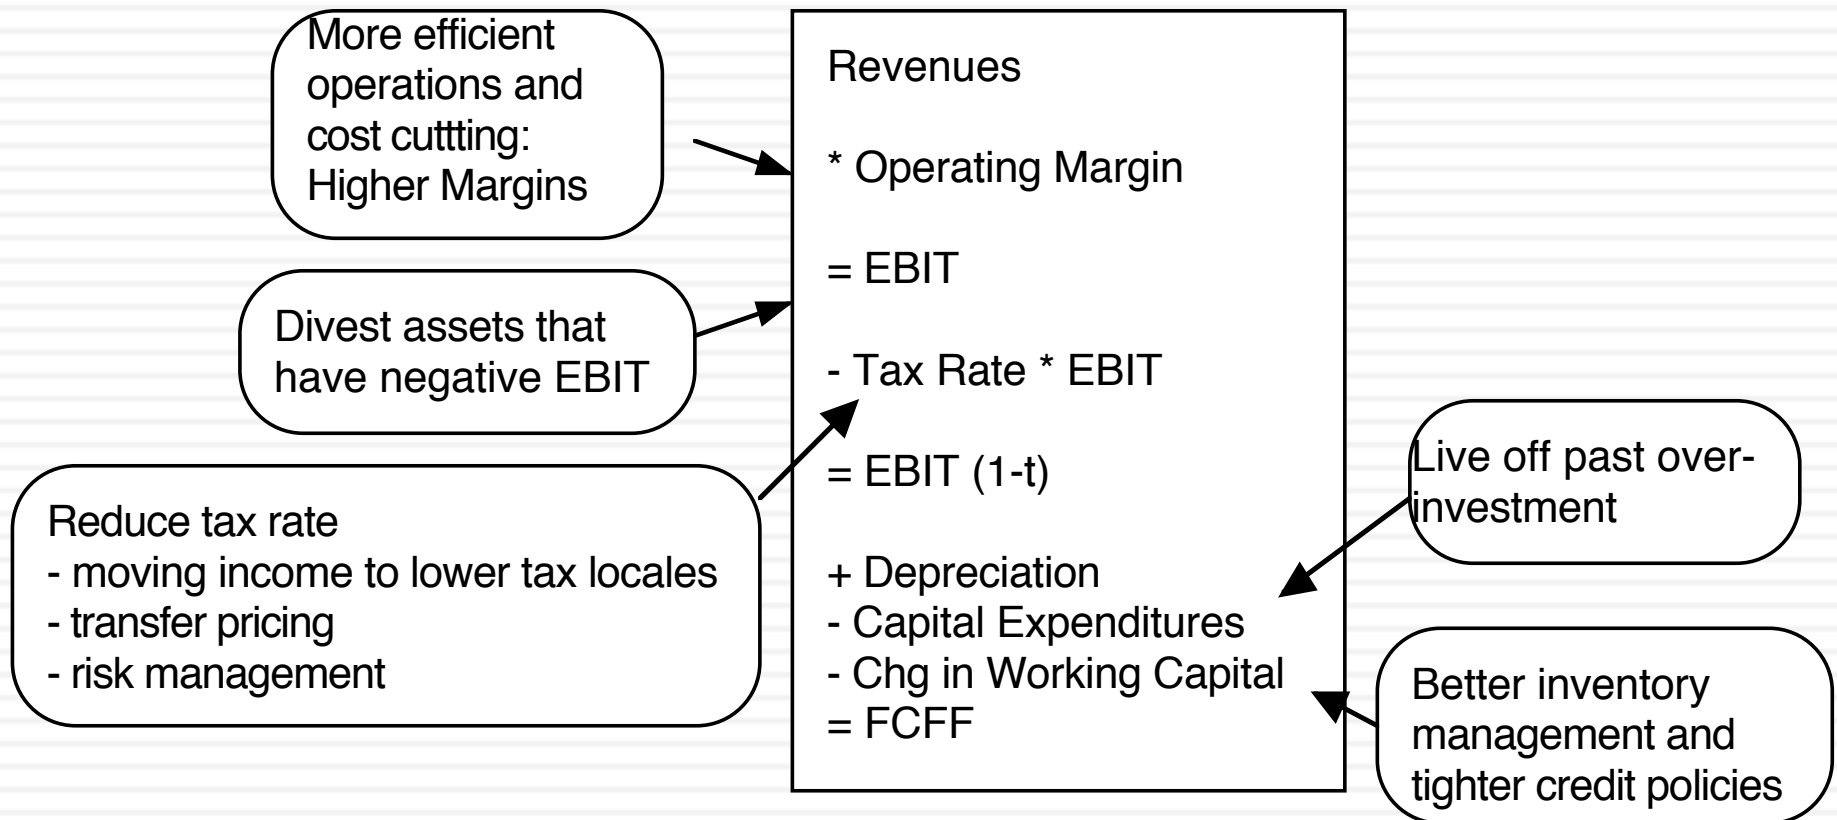 More efficient
operations and
cost cuttting:
Higher Margins
Divest assets that
have negative EBIT
Reduce tax rate
- moving income to lower tax locales
- transfer pricing
- risk management
Revenues
* Operating Margin
= EBIT
- Tax Rate * EBIT
= EBIT (1-t)
+ Depreciation
- Capital Expenditures
- Chg in Working Capital
= FCFF
Live off past over-
investment
Better inventory
management and
tighter credit policies